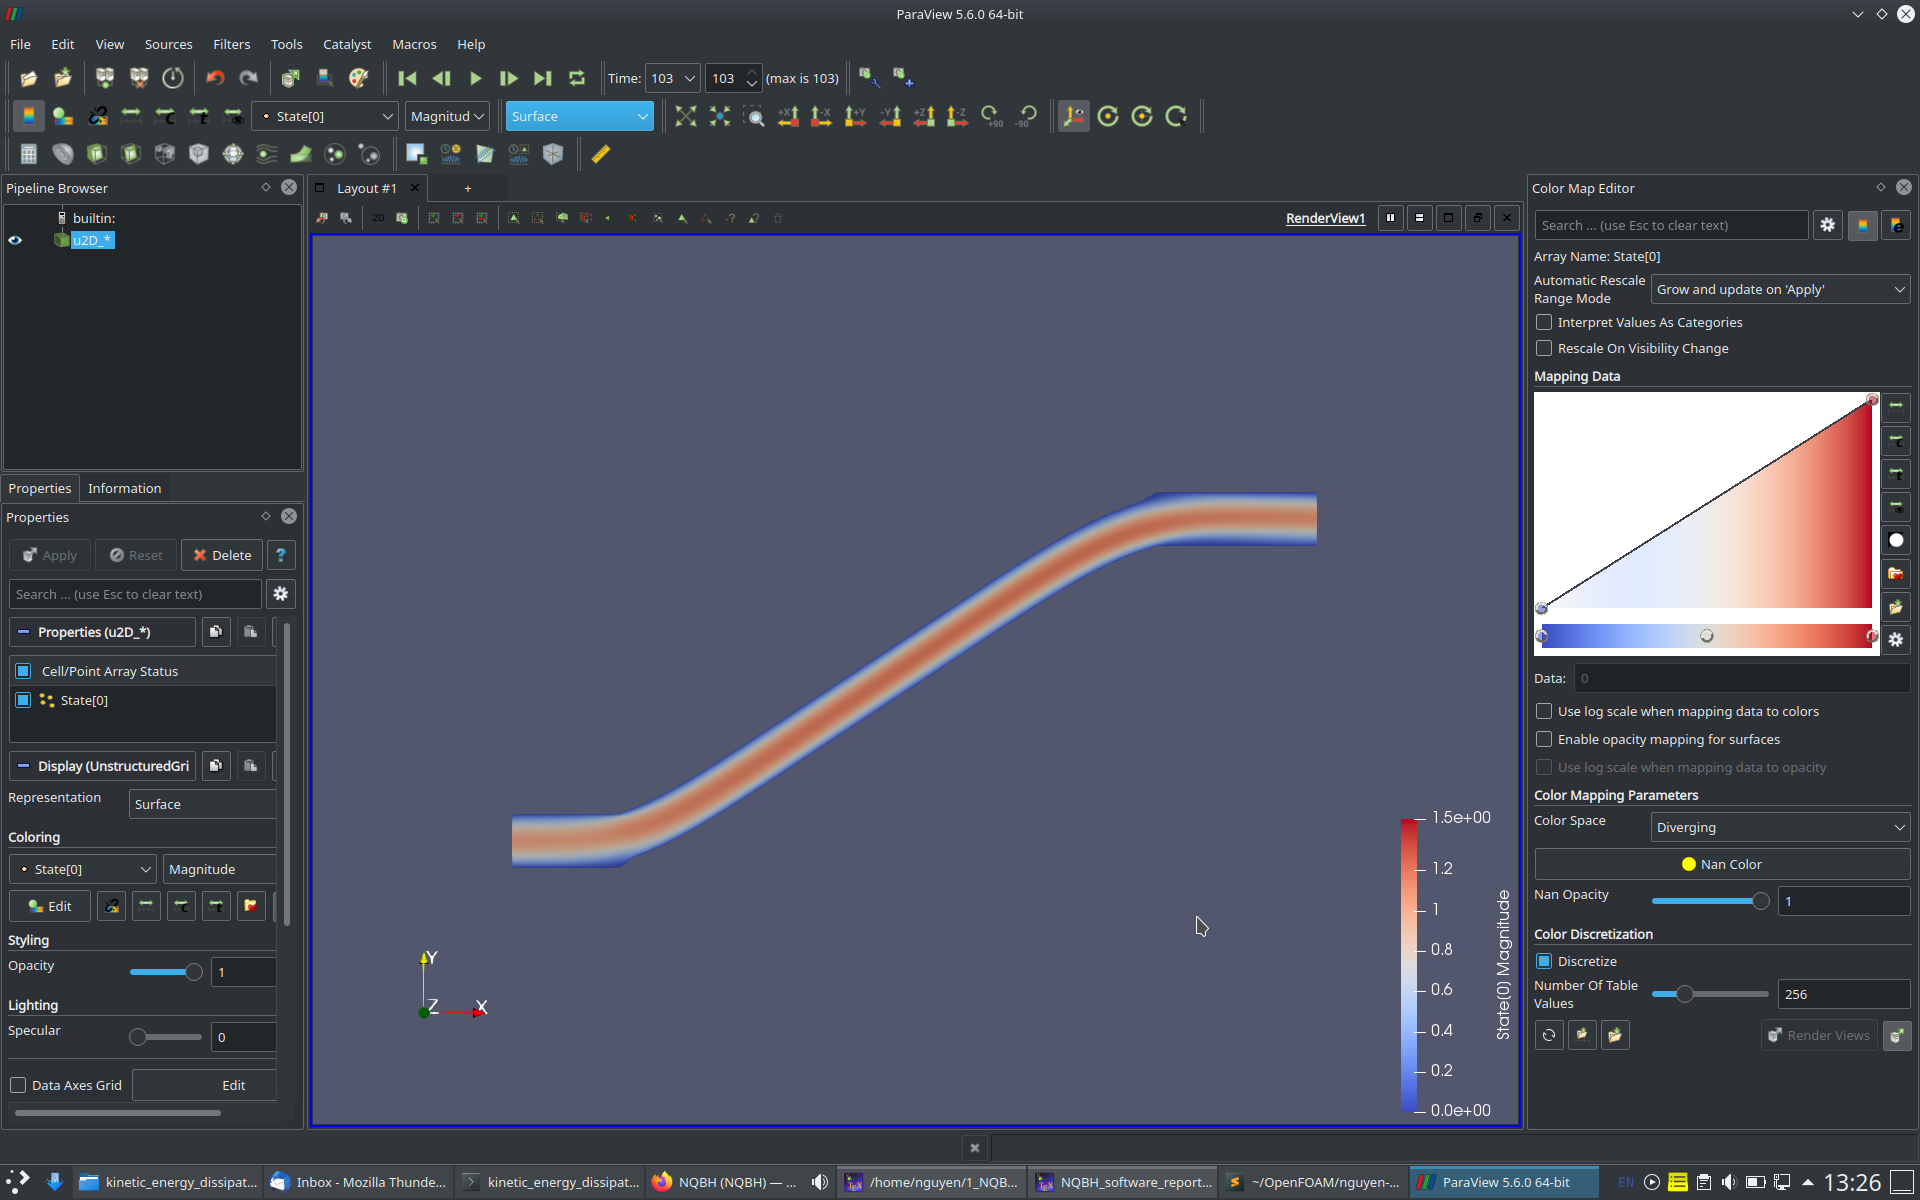 ParaView 5.6.0 64-bit
File Edit View Sources Filters Tools Catalyst Macros Help
Time: 103 103 (max is 103)
State[0] Magnitud Surface +X -X +Y -Y +Z -Z +90 -90
Pipeline Browser
builtin:
u2D_*
Properties Information
Properties
Apply Reset Delete ?
Search ... (use Esc to clear text)
Properties (u2D_*)
Cell/Point Array Status
State[0]
Display (UnstructuredGri
Representation Surface
Coloring
State[0] Magnitude
Edit
Styling
Opacity 1
Lighting
Specular 0
Data Axes Grid Edit
Layout #1 +
2D RenderView1
Y
Z X
1.5e+00
1.2
1
0.8
0.6
0.4
0.2
0.0e+00
State(0) Magnitude
Color Map Editor
Search ... (use Esc to clear text)
Array Name: State[0]
Automatic Rescale
Range Mode
Grow and update on 'Apply'
Interpret Values As Categories
Rescale On Visibility Change
Mapping Data
Data: 0
Use log scale when mapping data to colors
Enable opacity mapping for surfaces
Use log scale when mapping data to opacity
Color Mapping Parameters
Color Space Diverging
Nan Color
Nan Opacity 1
Color Discretization
Discretize
Number Of Table
Values
256
Render Views
kinetic_energy_dissipat... Inbox - Mozilla Thunde... kinetic_energy_dissipat... NQBH (NQBH) — ... /home/nguyen/1_NQB... NQBH_software_report... ~/OpenFOAM/nguyen-... ParaView 5.6.0 64-bit EN 13:26